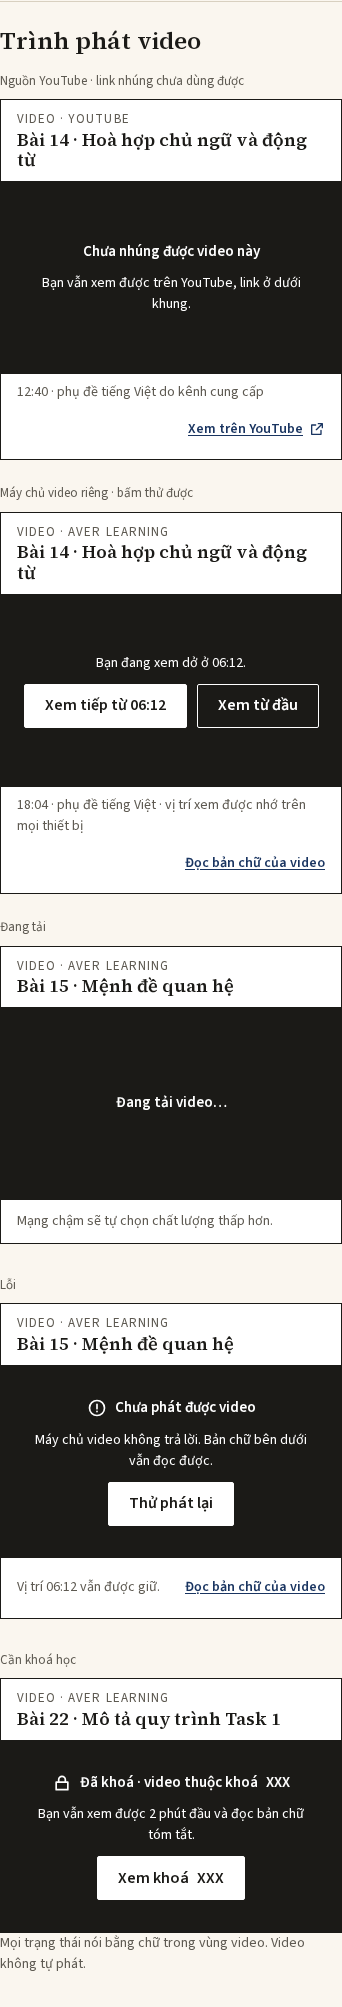 Trình phát video
Nguồn YouTube · link nhúng chưa dùng được
VIDEO · YOUTUBE
Bài 14 · Hoà hợp chủ ngữ và động
từ
Chưa nhúng được video này
Bạn vẫn xem được trên YouTube, link ở dưới
khung.
12:40 · phụ đề tiếng Việt do kênh cung cấp
Xem trên YouTube
Máy chủ video riêng · bấm thử được
VIDEO · AVER LEARNING
Bài 14 · Hoà hợp chủ ngữ và động
từ
Bạn đang xem dở ở 06:12.
Xem tiếp từ 06:12 Xem từ đầu
18:04 · phụ đề tiếng Việt · vị trí xem được nhớ trên
mọi thiết bị
Đọc bản chữ của video
Đang tải
VIDEO · AVER LEARNING
Bài 15 · Mệnh đề quan hệ
Đang tải video…
Mạng chậm sẽ tự chọn chất lượng thấp hơn.
Lỗi
VIDEO · AVER LEARNING
Bài 15 · Mệnh đề quan hệ
Chưa phát được video
Máy chủ video không trả lời. Bản chữ bên dưới
vẫn đọc được.
Thử phát lại
Vị trí 06:12 vẫn được giữ. Đọc bản chữ của video
Cần khoá học
VIDEO · AVER LEARNING
Bài 22 · Mô tả quy trình Task 1
Đã khoá · video thuộc khoá XXX
Bạn vẫn xem được 2 phút đầu và đọc bản chữ
tóm tắt.
Xem khoá XXX
Mọi trạng thái nói bằng chữ trong vùng video. Video
không tự phát.